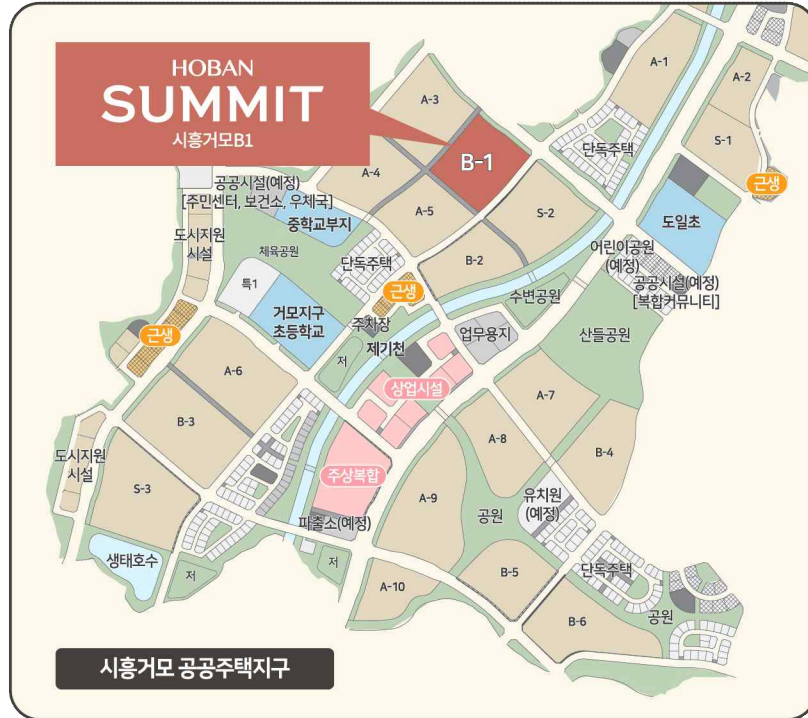 HOBAN
SUMMIT
시흥거모B1
A-1
A-2
A-3
B-1
단독주택
S-1
근생
공공시설(예정)
[주민센터, 보건소, 우체국]
A-4
중학교부지
A-5
S-2
도일초
도시지원
시설
체육공원
단독주택
B-2
어린이공원
(예정)
공공시설(예정)
[복합커뮤니티]
특1
근생
수변공원
거모지구
초등학교
주차장
제기천
업무용지
산들공원
근생
저
A-6
상업시설
A-7
B-3
A-8
B-4
도시지원
시설
주상복합
S-3
A-9
유치원
(예정)
공원
파출소(예정)
생태호수
저
저
A-10
B-5
단독주택
B-6
공원
시흥거모 공공주택지구